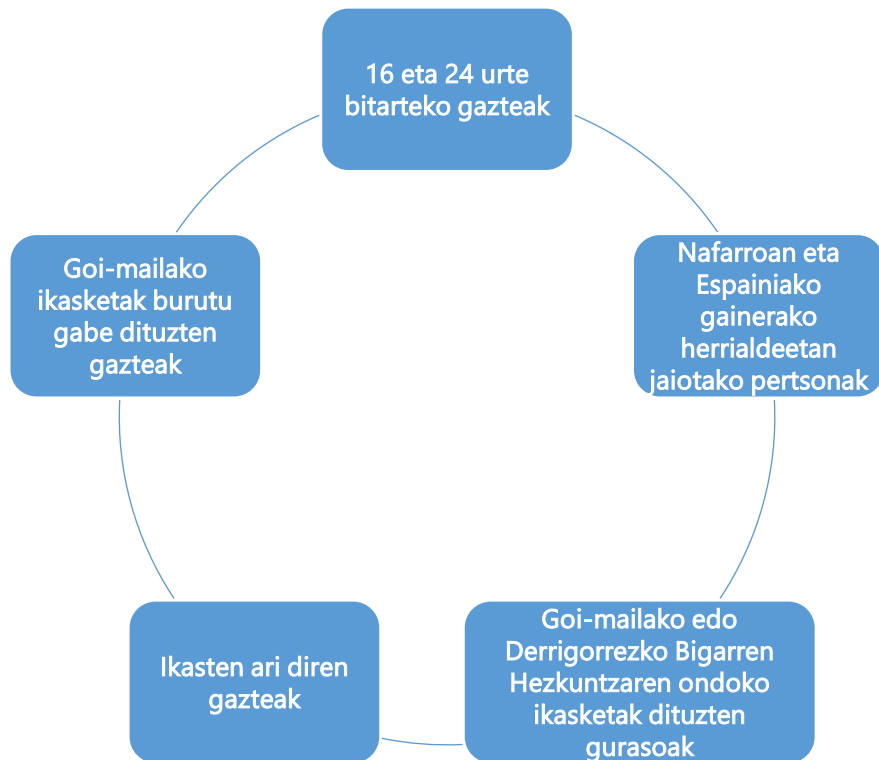 16 eta 24 urte
bitarteko gazteak
Nafarroan eta
Espainiako
gainerako
herrialdeetan
jaiotako pertsonak
Goi-mailako edo
Derrigorrezko Bigarren
Hezkuntzaren ondoko
ikasketak dituzten
gurasoak
Ikasten ari diren
gazteak
Goi-mailako
ikasketak burutu
gabe dituzten
gazteak